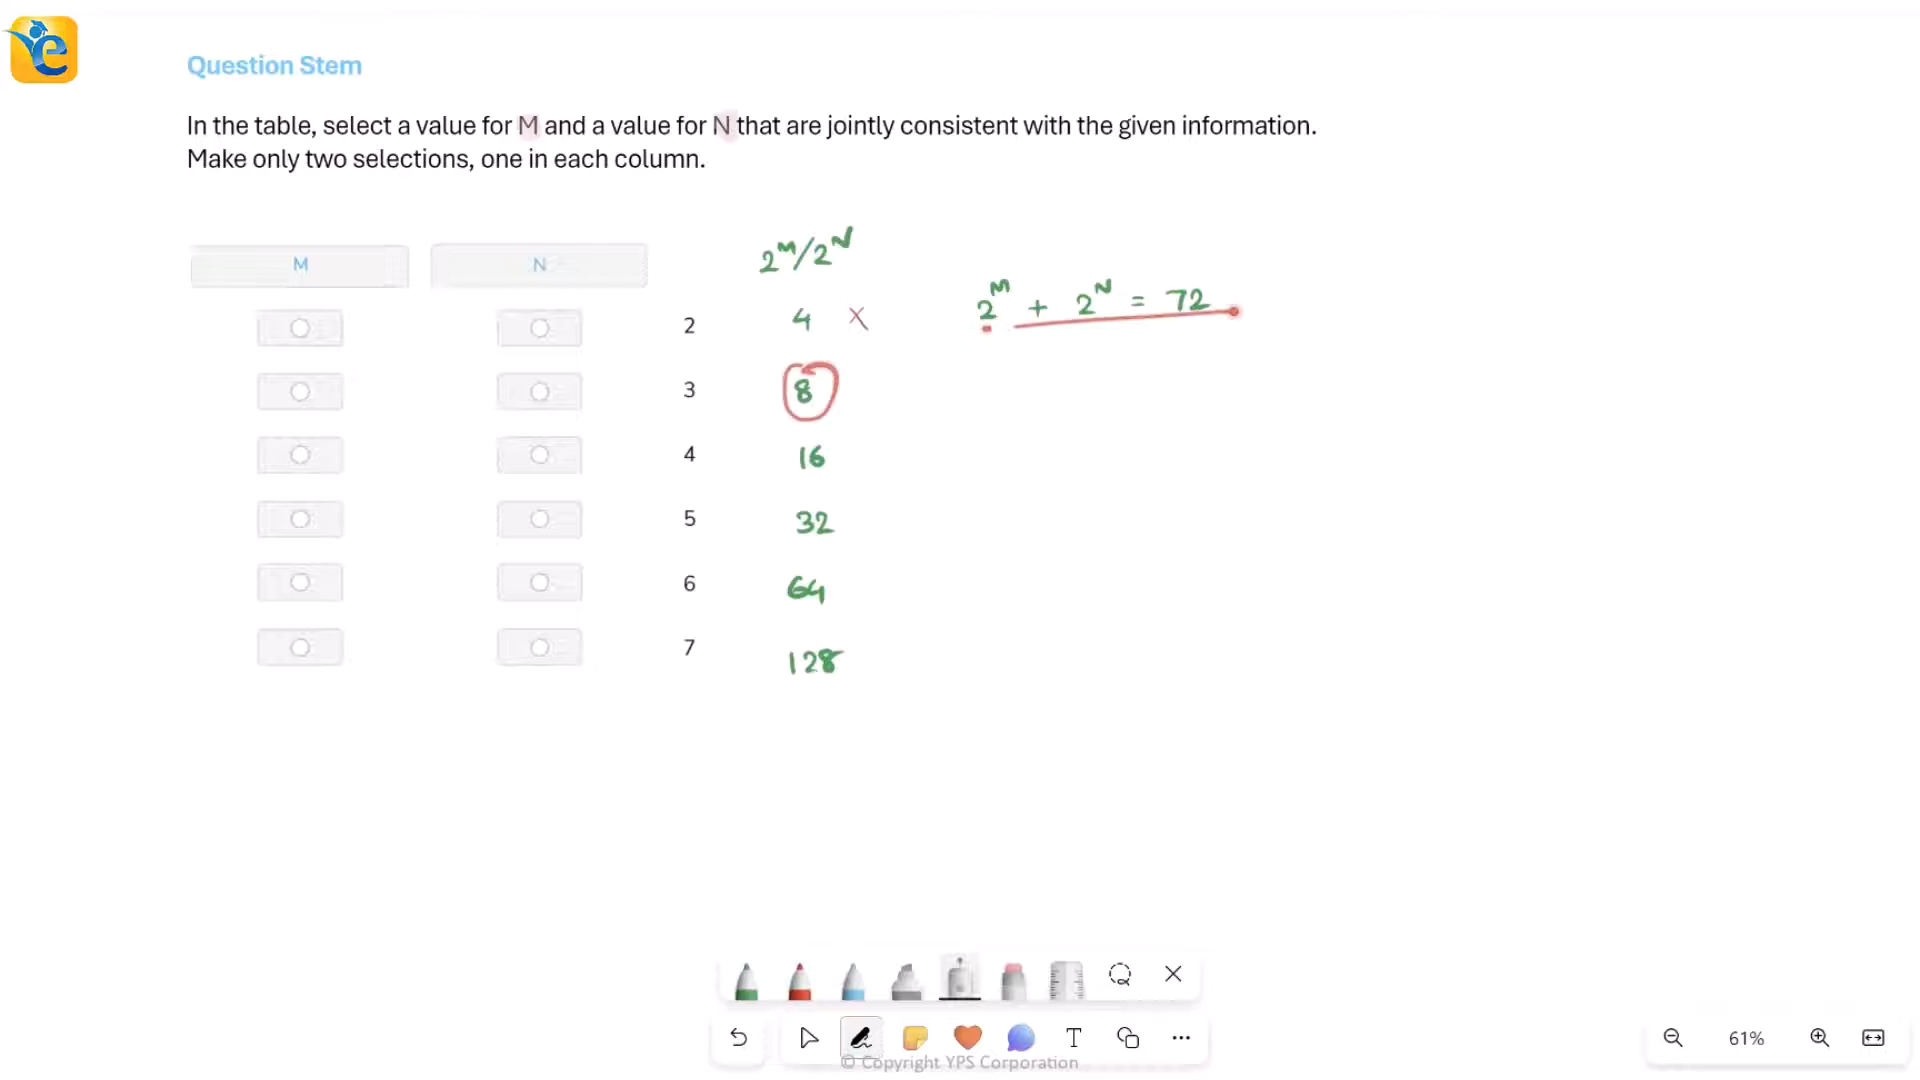 e
Question Stem
In the table, select a value for M and a value for N that are jointly consistent with the given information.
Make only two selections, one in each column.
M N 2^M/2^N
2^M + 2^N = 72
2 4 X
3 8
4 16
5 32
6 64
7 128
T
61%
© Copyright YPS Corporation